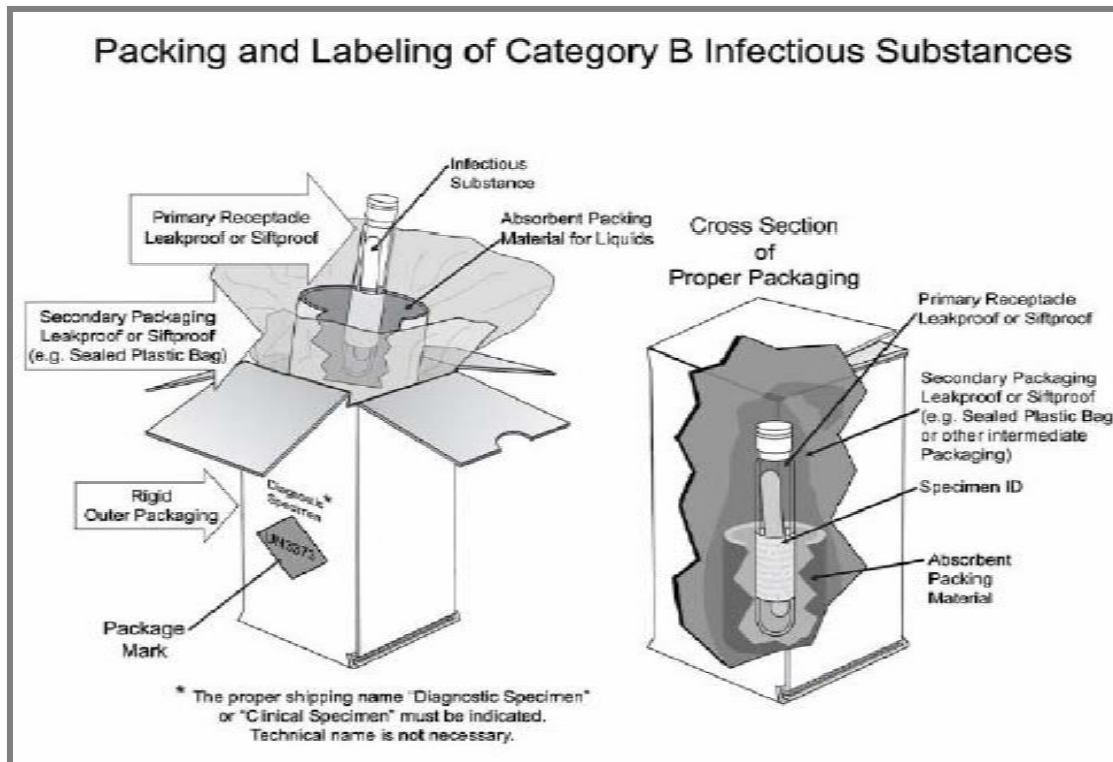 Packing and Labeling of Category B Infectious Substances
Infectious
Substance
Primary Receptacle
Leakproof or Siftproof
Absorbent Packing
Material for Liquids
Secondary Packaging
Leakproof or Siftproof
(e.g. Sealed Plastic Bag)
Rigid
Outer Packaging
Diagnostic*
Specimen
UN3373
Package
Mark
* The proper shipping name "Diagnostic Specimen"
or "Clinical Specimen" must be indicated.
Technical name is not necessary.
Cross Section
of
Proper Packaging
Primary Receptacle
Leakproof or Siftproof
Secondary Packaging
Leakproof or Siftproof
(e.g. Sealed Plastic Bag
or other intermediate
Packaging)
Specimen ID
Absorbent
Packing
Material